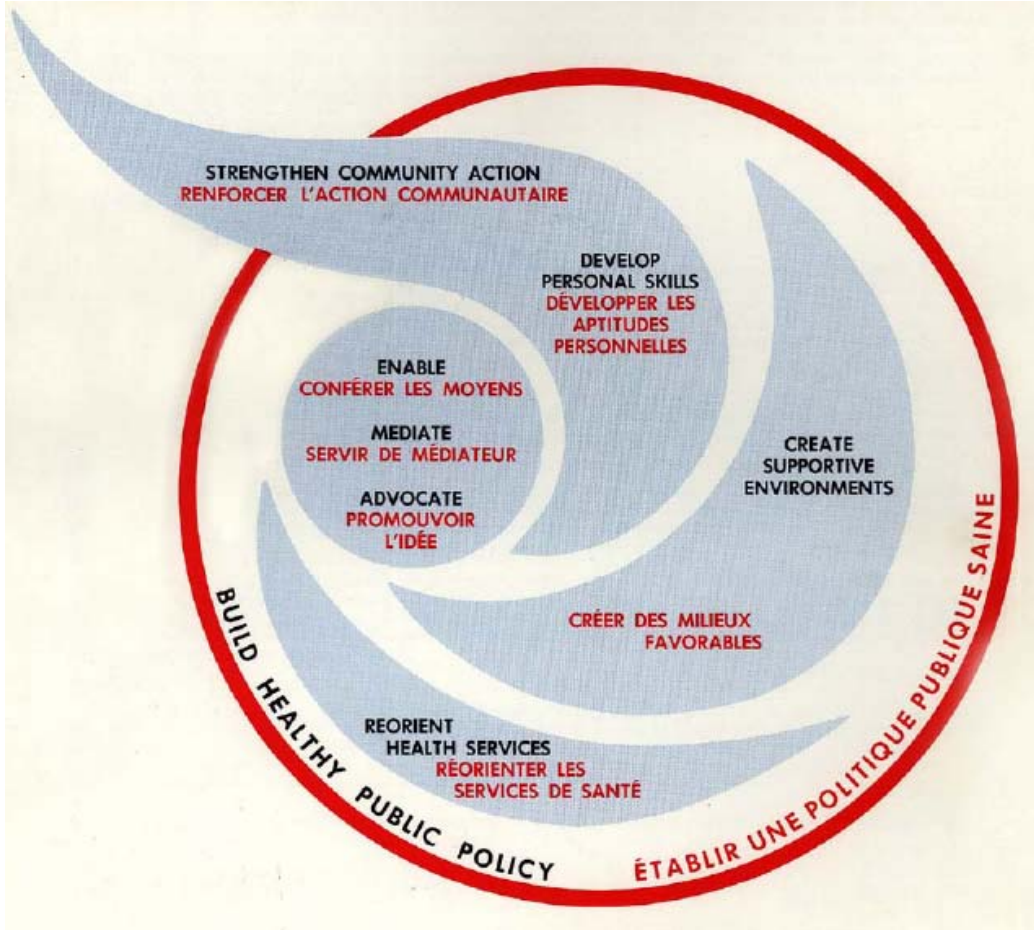 STRENGTHEN COMMUNITY ACTION
RENFORCER L'ACTION COMMUNAUTAIRE
DEVELOP
PERSONAL SKILLS
DÉVELOPPER LES
APTITUDES
PERSONNELLES
ENABLE
CONFÉRER LES MOYENS
MEDIATE
SERVIR DE MÉDIATEUR
ADVOCATE
PROMOUVOIR
L'IDÉE
CREATE
SUPPORTIVE
ENVIRONMENTS
CRÉER DES MILIEUX
FAVORABLES
REORIENT
HEALTH SERVICES
RÉORIENTER LES
SERVICES DE SANTÉ
BUILD HEALTHY PUBLIC POLICY
ÉTABLIR UNE POLITIQUE PUBLIQUE SAINE